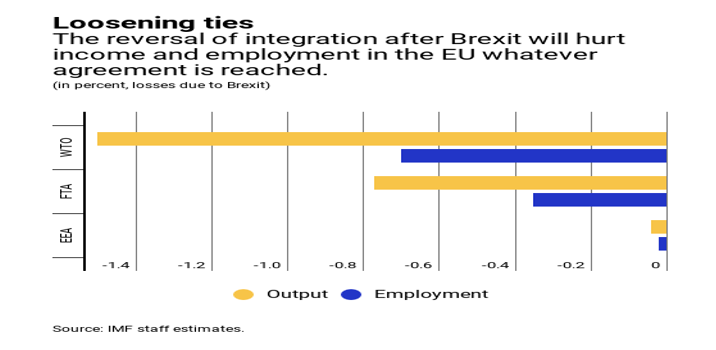 Loosening ties
The reversal of integration after Brexit will hurt
income and employment in the EU whatever
agreement is reached.
(in percent, losses due to Brexit)
WTO
FTA
EEA
-1.4 -1.2 -1.0 -0.8 -0.6 -0.4 -0.2 0
Output Employment
Source: IMF staff estimates.